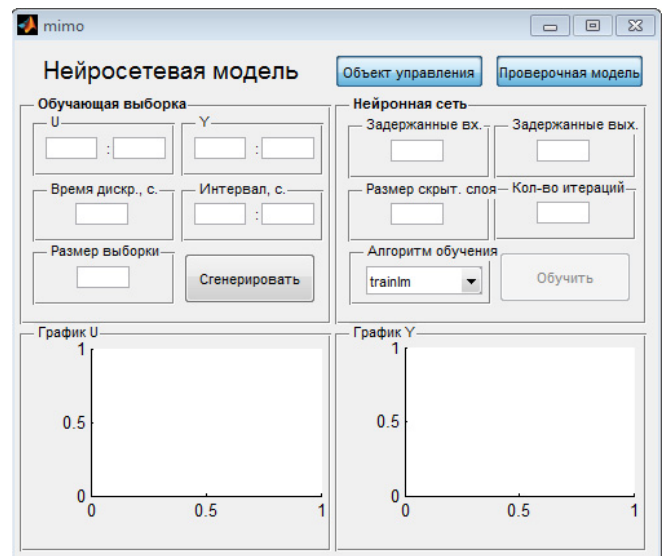 mimo
Нейросетевая модель
Объект управления
Проверочная модель
Обучающая выборка
U
Y
:
:
Время дискр., с.
Интервал, с.
:
Размер выборки
Сгенерировать
Нейронная сеть
Задержанные вх.
Задержанные вых.
Размер скрыт. слоя
Кол-во итераций
Алгоритм обучения
trainlm
Обучить
График U
1
0.5
0
0
0.5
1
График Y
1
0.5
0
0
0.5
1